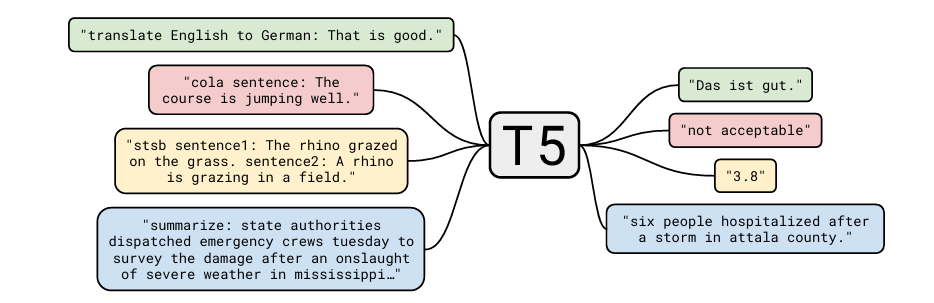 "translate English to German: That is good."
"cola sentence: The
course is jumping well."
"stsb sentence1: The rhino grazed
on the grass. sentence2: A rhino
is grazing in a field."
"summarize: state authorities
dispatched emergency crews tuesday to
survey the damage after an onslaught
of severe weather in mississippi…"
T5
"Das ist gut."
"not acceptable"
"3.8"
"six people hospitalized after
a storm in attala county."